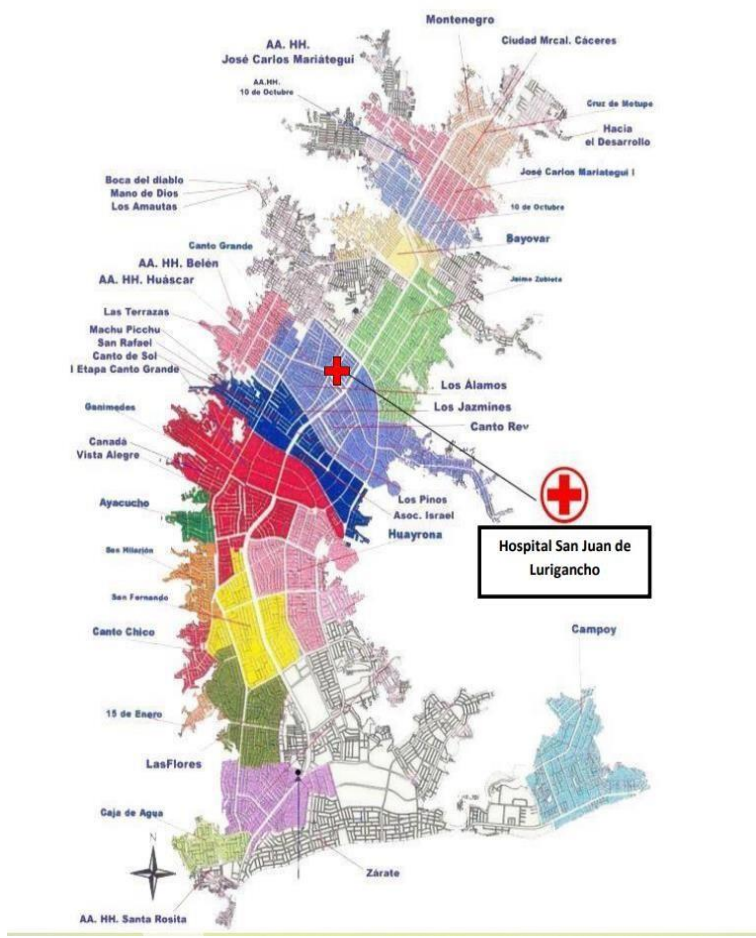 Montenegro
AA. HH.
José Carlos Mariátegui
Ciudad Mrcal. Cáceres
AA.HH.
10 de Octubre
Cruz de Motupe
Hacia
el Desarrollo
José Carlos Mariátegui I
Boca del diablo
Mano de Dios
Los Amautas
10 de Octubre
Bayovar
Canto Grande
AA. HH. Belén
AA. HH. Huáscar
Jaime Zubieta
Las Terrazas
Machu Picchu
San Rafael
Canto de Sol
I Etapa Canto Grande
Los Álamos
Los Jazmines
Canto Rey
Ganimedes
Canadá
Vista Alegre
Los Pinos
Asoc. Israel
Ayacucho
Huayrona
Hospital San Juan de
Lurigancho
San Hilarión
San Fernando
Canto Chico
Campoy
15 de Enero
LasFlores
Caja de Agua
N
Zárate
AA. HH. Santa Rosita